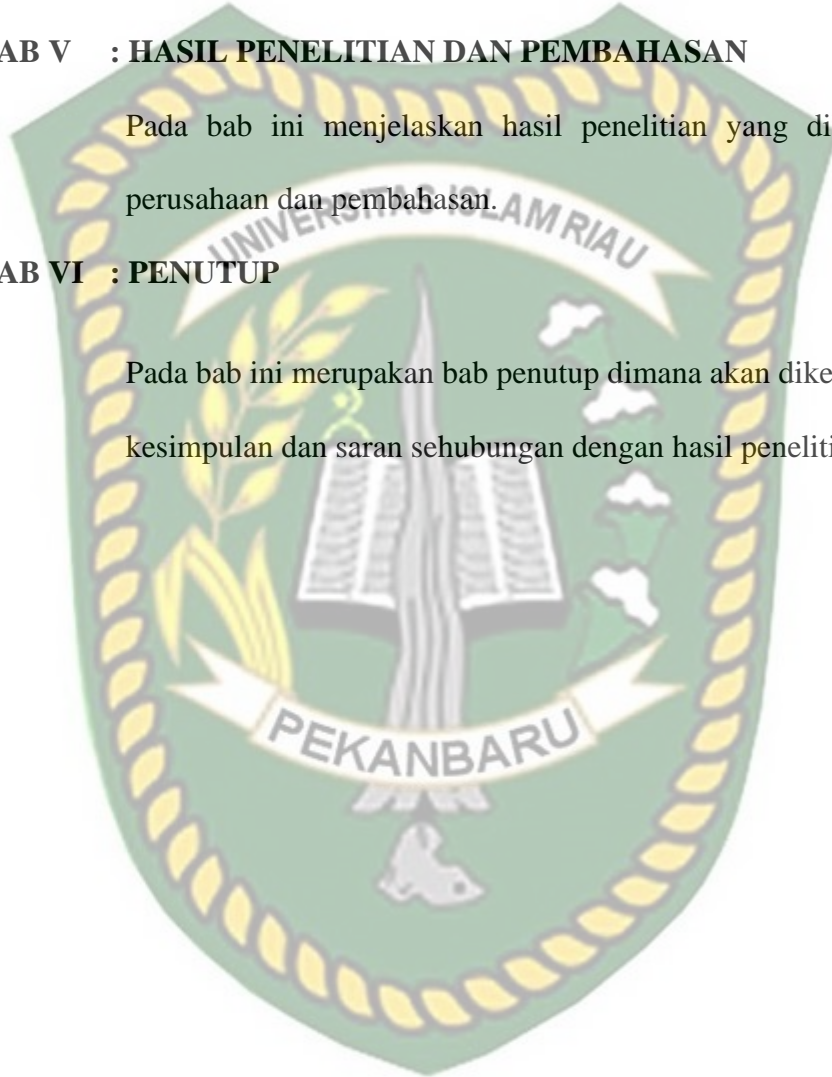 AB V : HASIL PENELITIAN DAN PEMBAHASAN
Pada bab ini menjelaskan hasil penelitian yang di
perusahaan dan pembahasan.
UNIVERSITAS ISLAM RIAU
AB VI : PENUTUP
Pada bab ini merupakan bab penutup dimana akan dike
kesimpulan dan saran sehubungan dengan hasil peneliti
PEKANBARU